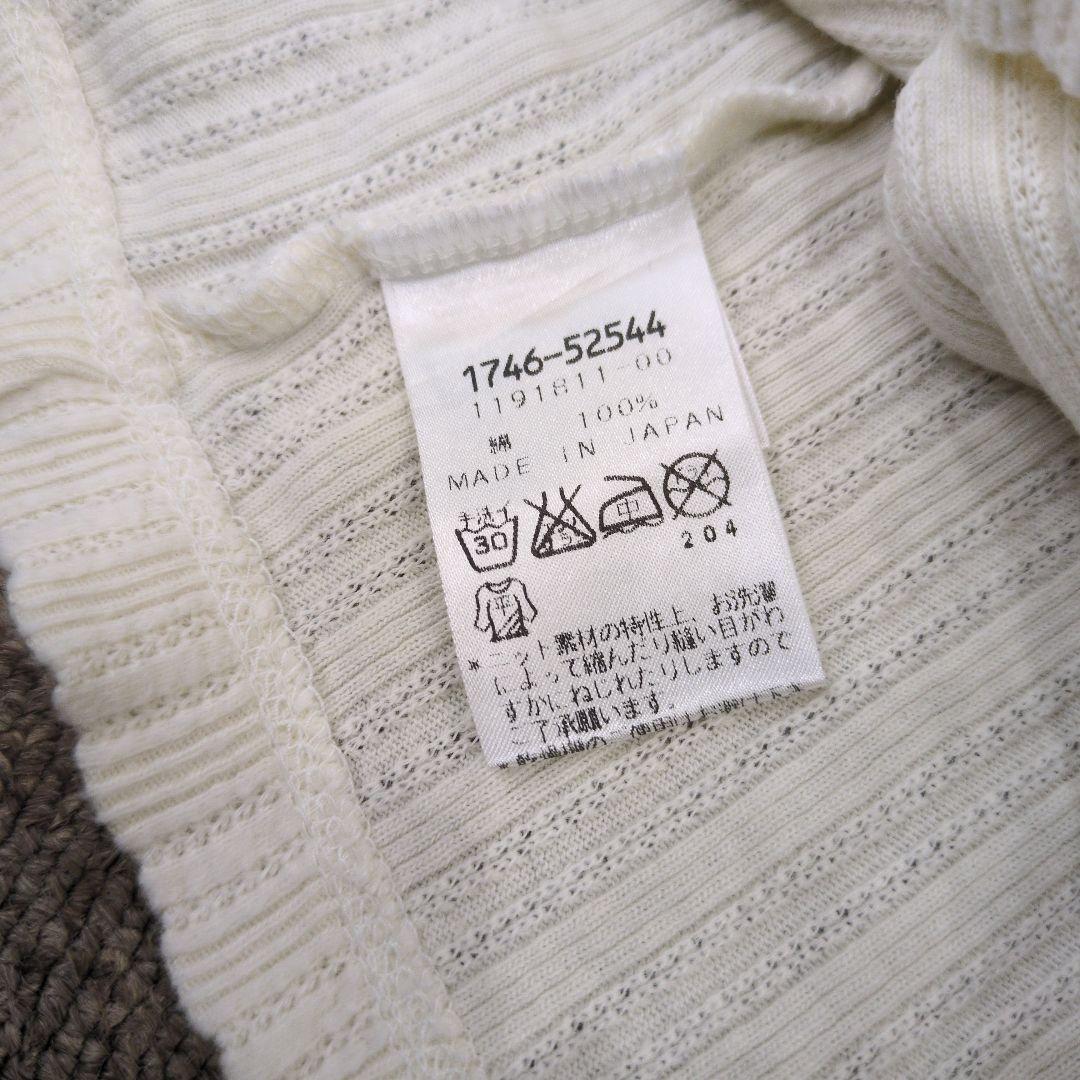 1746-52544
1191811-00
綿 100%
MADE IN JAPAN
手洗イ
30
中
204
平
* ニット素材の特性上、お洗濯
によって縮んだり縫い目がわ
ずかにねじれたりしますので
ご了承願います。